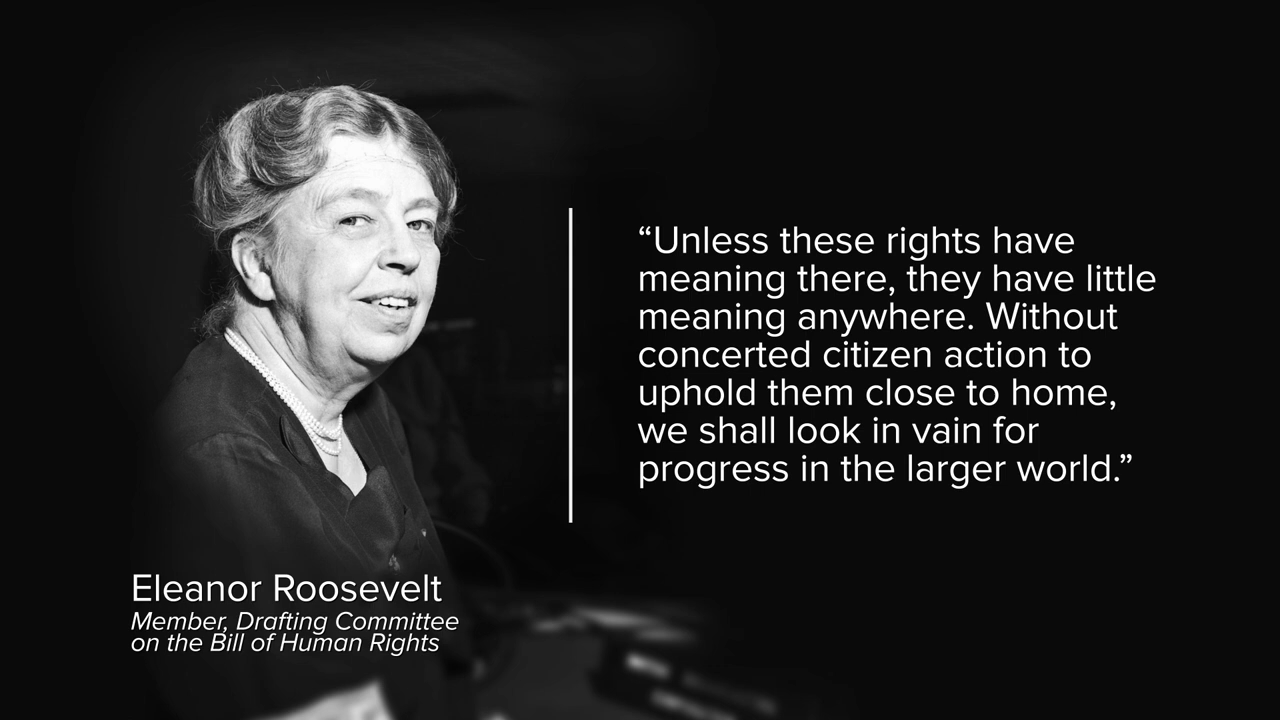 “Unless these rights have
meaning there, they have little
meaning anywhere. Without
concerted citizen action to
uphold them close to home,
we shall look in vain for
progress in the larger world.”
Eleanor Roosevelt
Member, Drafting Committee
on the Bill of Human Rights